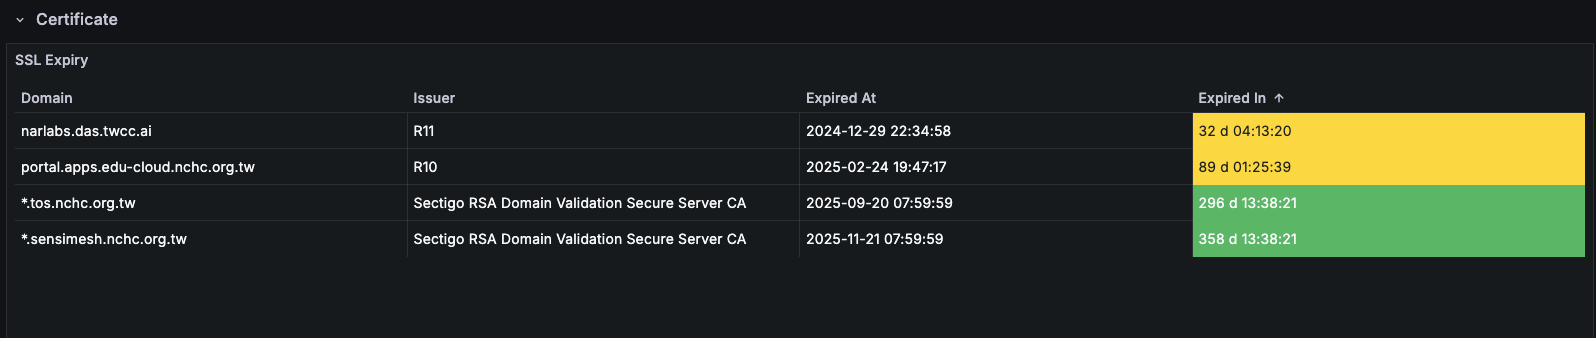 Certificate
SSL Expiry
Domain Issuer Expired At Expired In ↑
narlabs.das.twcc.ai R11 2024-12-29 22:34:58 32 d 04:13:20
portal.apps.edu-cloud.nchc.org.tw R10 2025-02-24 19:47:17 89 d 01:25:39
*.tos.nchc.org.tw Sectigo RSA Domain Validation Secure Server CA 2025-09-20 07:59:59 296 d 13:38:21
*.sensimesh.nchc.org.tw Sectigo RSA Domain Validation Secure Server CA 2025-11-21 07:59:59 358 d 13:38:21